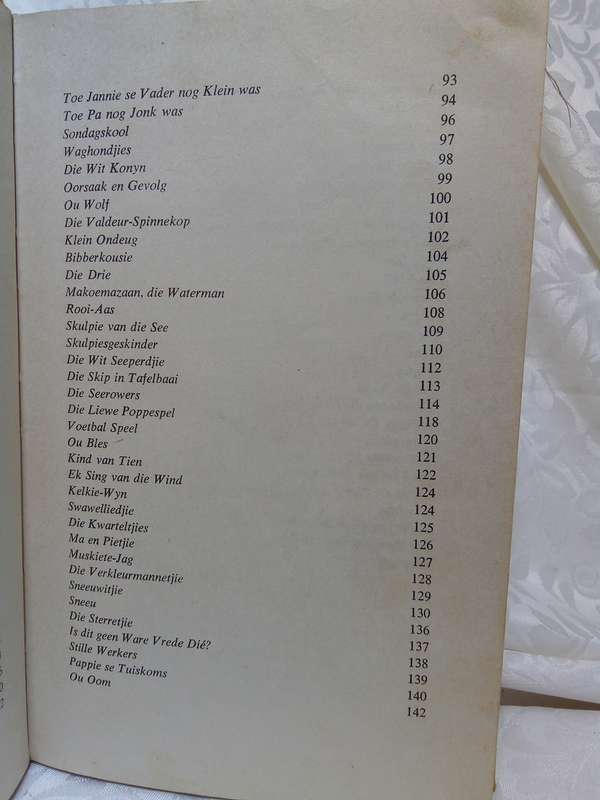 Toe Jannie se Vader nog Klein was 93
Toe Pa nog Jonk was 94
Sondagskool 96
Waghondjies 97
Die Wit Konyn 98
Oorsaak en Gevolg 99
Ou Wolf 100
Die Valdeur-Spinnekop 101
Klein Ondeug 102
Bibberkousie 104
Die Drie 105
Makoemazaan, die Waterman 106
Rooi-Aas 108
Skulpie van die See 109
Skulpiesgeskinder 110
Die Wit Seeperdjie 112
Die Skip in Tafelbaai 113
Die Seerowers 114
Die Liewe Poppespel 118
Voetbal Speel 120
Ou Bles 121
Kind van Tien 122
Ek Sing van die Wind 124
Kelkie-Wyn 124
Swawelliedjie 125
Die Kwarteltjies 126
Ma en Pietjie 127
Muskiete-Jag 128
Die Verkleurmannetjie 129
Sneeuwitjie 130
Sneeu 136
Die Sterretjie 137
Is dit geen Ware Vrede Dié? 138
Stille Werkers 139
Pappie se Tuiskoms 140
Ou Oom 142